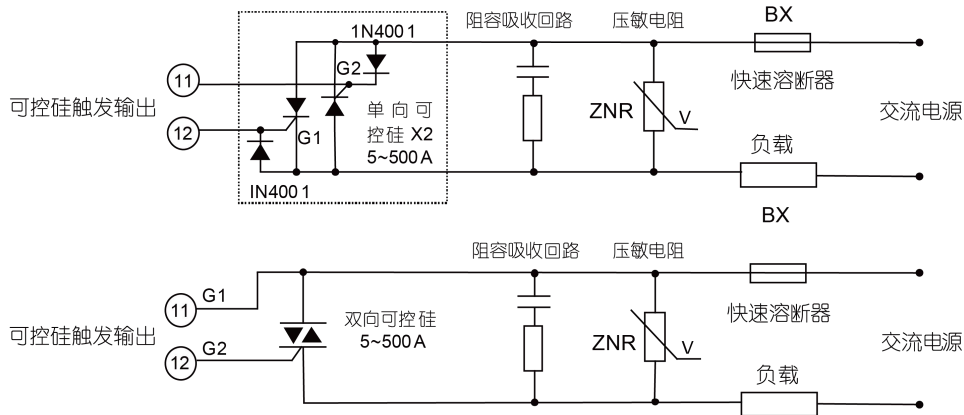 阻容吸收回路
压敏电阻
BX
1N4001
G2
11
可控硅触发输出
12
G1
单向可
控硅 X2
5~500A
IN4001
ZNR
V
快速溶断器
交流电源
负载
BX
阻容吸收回路
压敏电阻
G1
11
可控硅触发输出
G2
12
双向可控硅
5~500A
ZNR
V
快速溶断器
交流电源
负载